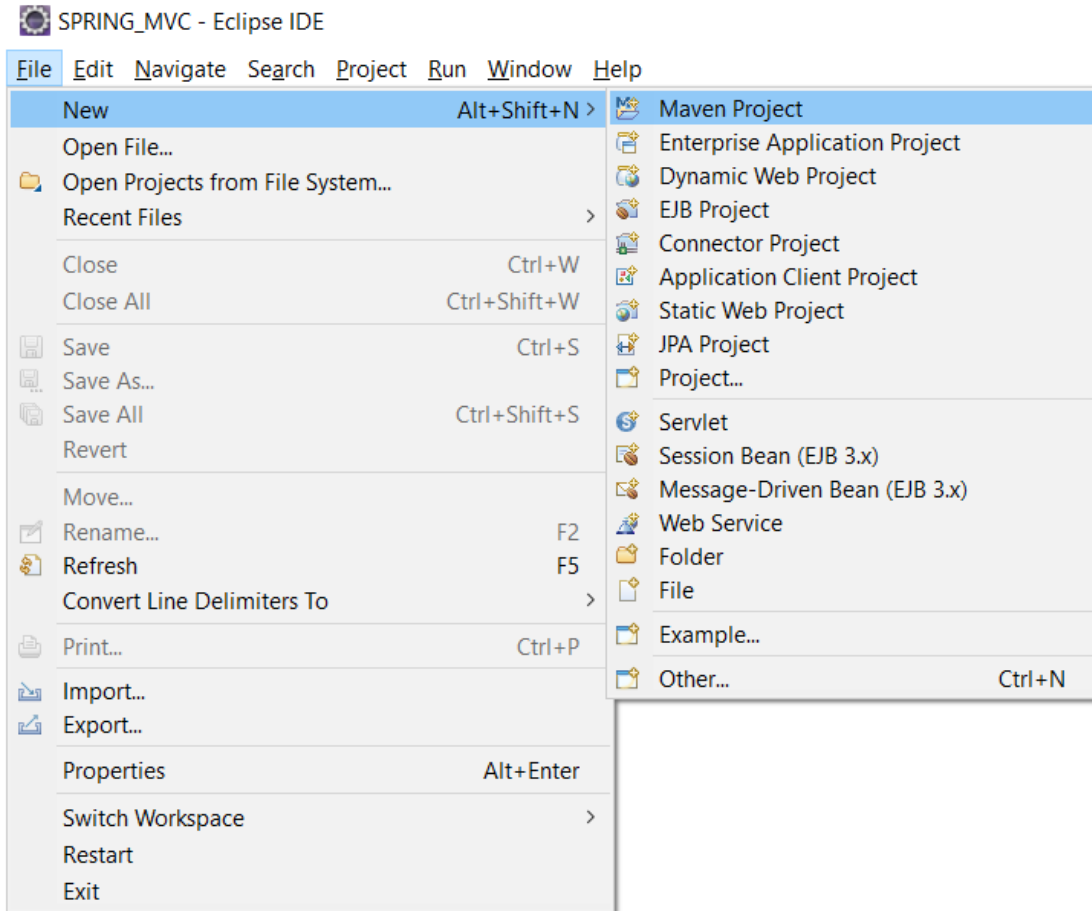 SPRING_MVC - Eclipse IDE
File Edit Navigate Search Project Run Window Help
New Alt+Shift+N >
Open File...
Open Projects from File System...
Recent Files >
Close Ctrl+W
Close All Ctrl+Shift+W
Save Ctrl+S
Save As...
Save All Ctrl+Shift+S
Revert
Move...
Rename... F2
Refresh F5
Convert Line Delimiters To >
Print... Ctrl+P
Import...
Export...
Properties Alt+Enter
Switch Workspace >
Restart
Exit
Maven Project
Enterprise Application Project
Dynamic Web Project
EJB Project
Connector Project
Application Client Project
Static Web Project
JPA Project
Project...
Servlet
Session Bean (EJB 3.x)
Message-Driven Bean (EJB 3.x)
Web Service
Folder
File
Example...
Other... Ctrl+N